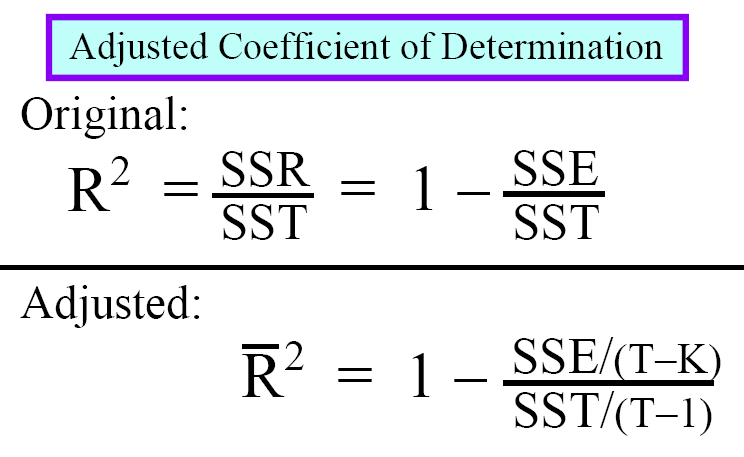 Adjusted Coefficient of Determination
Original:
R² = SSR/SST = 1 – SSE/SST
Adjusted:
R̅² = 1 – SSE/(T–K) / SST/(T–1)